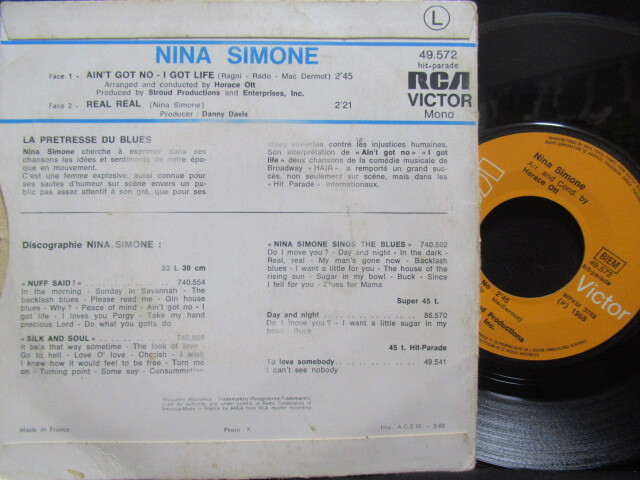 L
NINA SIMONE
49.572
hit-parade
RCA
VICTOR
Mono
Face 1 - AIN'T GOT NO - I GOT LIFE (Ragni - Rado - Mac Dermot) 2'45
Arranged and conducted by Horace Ott
Produced by Stroud Productions and Enterprises, Inc.
Face 2 - REAL REAL (Nina Simone) 2'21
Producer : Danny Davis
LA PRETRESSE DU BLUES
Nina Simone cherche à exprimer dans ses
chansons les idées et sentiments de notre épo-
que en mouvement.
C'est une femme explosive, aussi connue pour
ses sautes d'humeur sur scène envers un pu-
blic pas assez attentif à son gré, que pour ses
idées violentes contre les injustices humaines.
Son interprétation de « Ain't got no » « I got
life » deux chansons de la comédie musicale de
Broadway « HAIR », a remporté un grand suc-
cès, non seulement sur scène, mais dans les
« Hit Parade » internationaux.
Discographie NINA SIMONE :
33 t. 30 cm
« NUFF SAID ! » 740.554
In the morning - Sunday in Savannah - The
backlash blues - Please read me - Gin house
blues - Why ? - Peace of mind - Ain't got no - I
got life - I loves you Porgy - Take my hand
precious Lord - Do what you gotta do
« SILK AND SOUL »
It be's that way sometime - The look of love -
Go to hell - Love O' love - Cherish - I wish
I knew how it would feel to be free - Turn me
on - Turning point - Some say - Consummation
« NINA SIMONE SINGS THE BLUES » 740.502
Do I move you ? - Day and night - In the dark -
Real, real - My man's gone now - Backlash
blues - I want a little for you - The house of the
rising sun - Sugar in my bowl - Buck - Since
I fell for you - Blues for Mama
Super 45 t.
Day and night 86.570
Do I move you ? - I want a little sugar in my
bowl - Buck
45 t. Hit-Parade
To love somebody 49.541
I can't see nobody
Made in France
Photo X
Imp. A.C.E.M. - 3-69
Nina Simone
Arr. and Cond. by
Horace Ott
BIEM
49.572
hit-parade
WPKM 5768
(P) 1968
2'45
Productions
Inc.
Victor